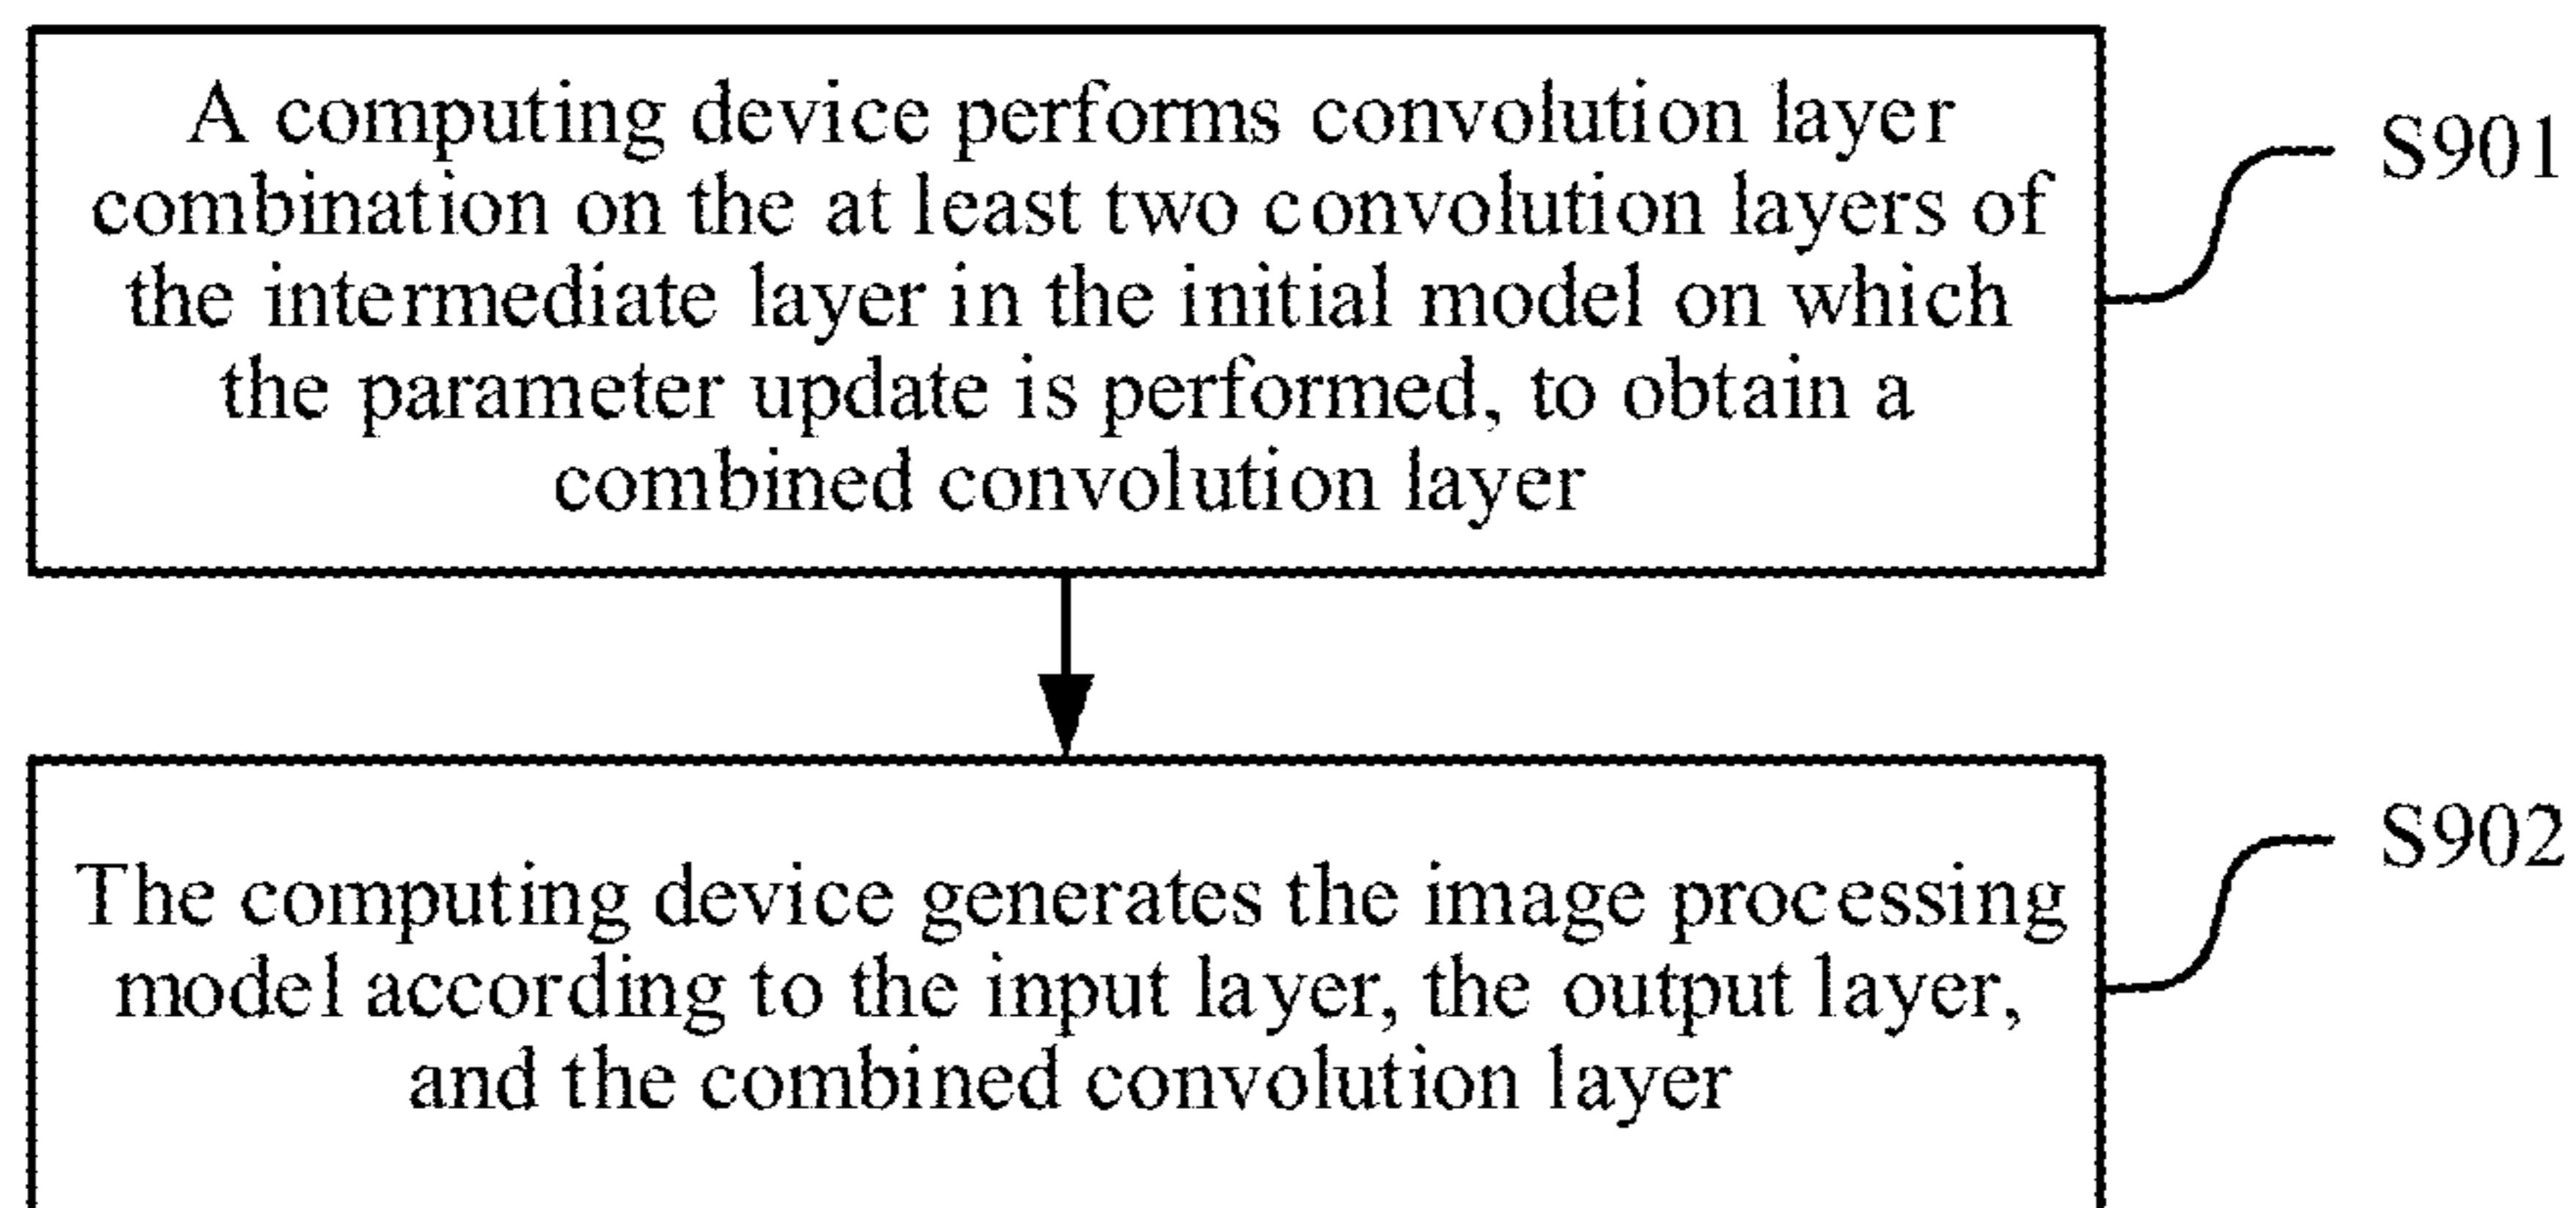 A computing device performs convolution layer
combination on the at least two convolution layers of
the intermediate layer in the initial model on which
the parameter update is performed, to obtain a
combined convolution layer
S901
The computing device generates the image processing
model according to the input layer, the output layer,
and the combined convolution layer
S902